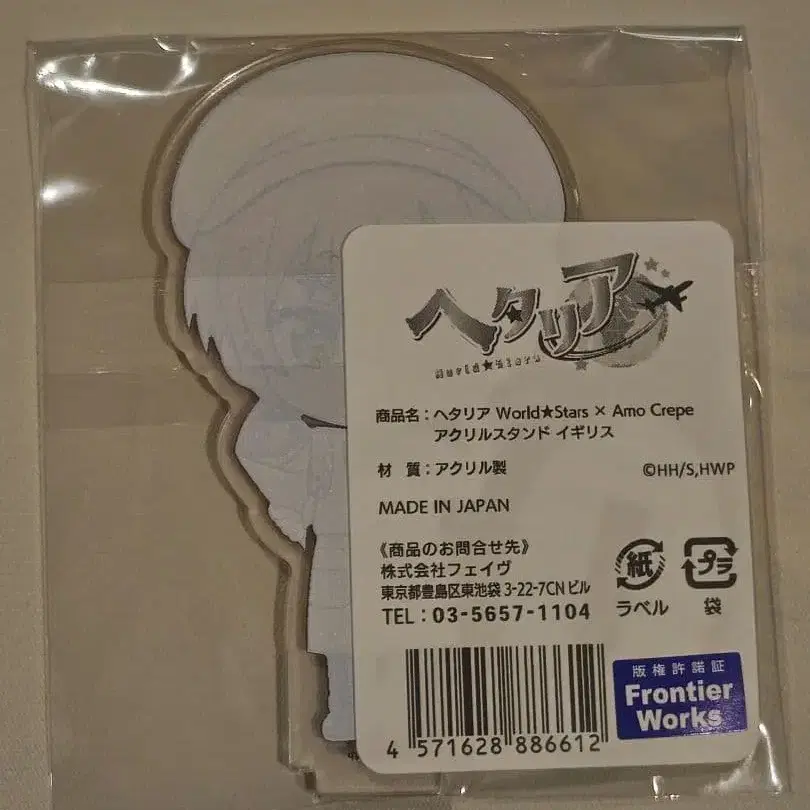 ヘタリア
World★Stars
商品名：ヘタリア World★Stars × Amo Crepe
アクリルスタンド イギリス
材 質：アクリル製
©HH/S,HWP
MADE IN JAPAN
《商品のお問合せ先》
株式会社フェイヴ
東京都豊島区東池袋 3-22-7CN ビル
TEL：03-5657-1104
紙
ラベル
プラ
袋
版権許諾証
Frontier
Works
4 571628 886612